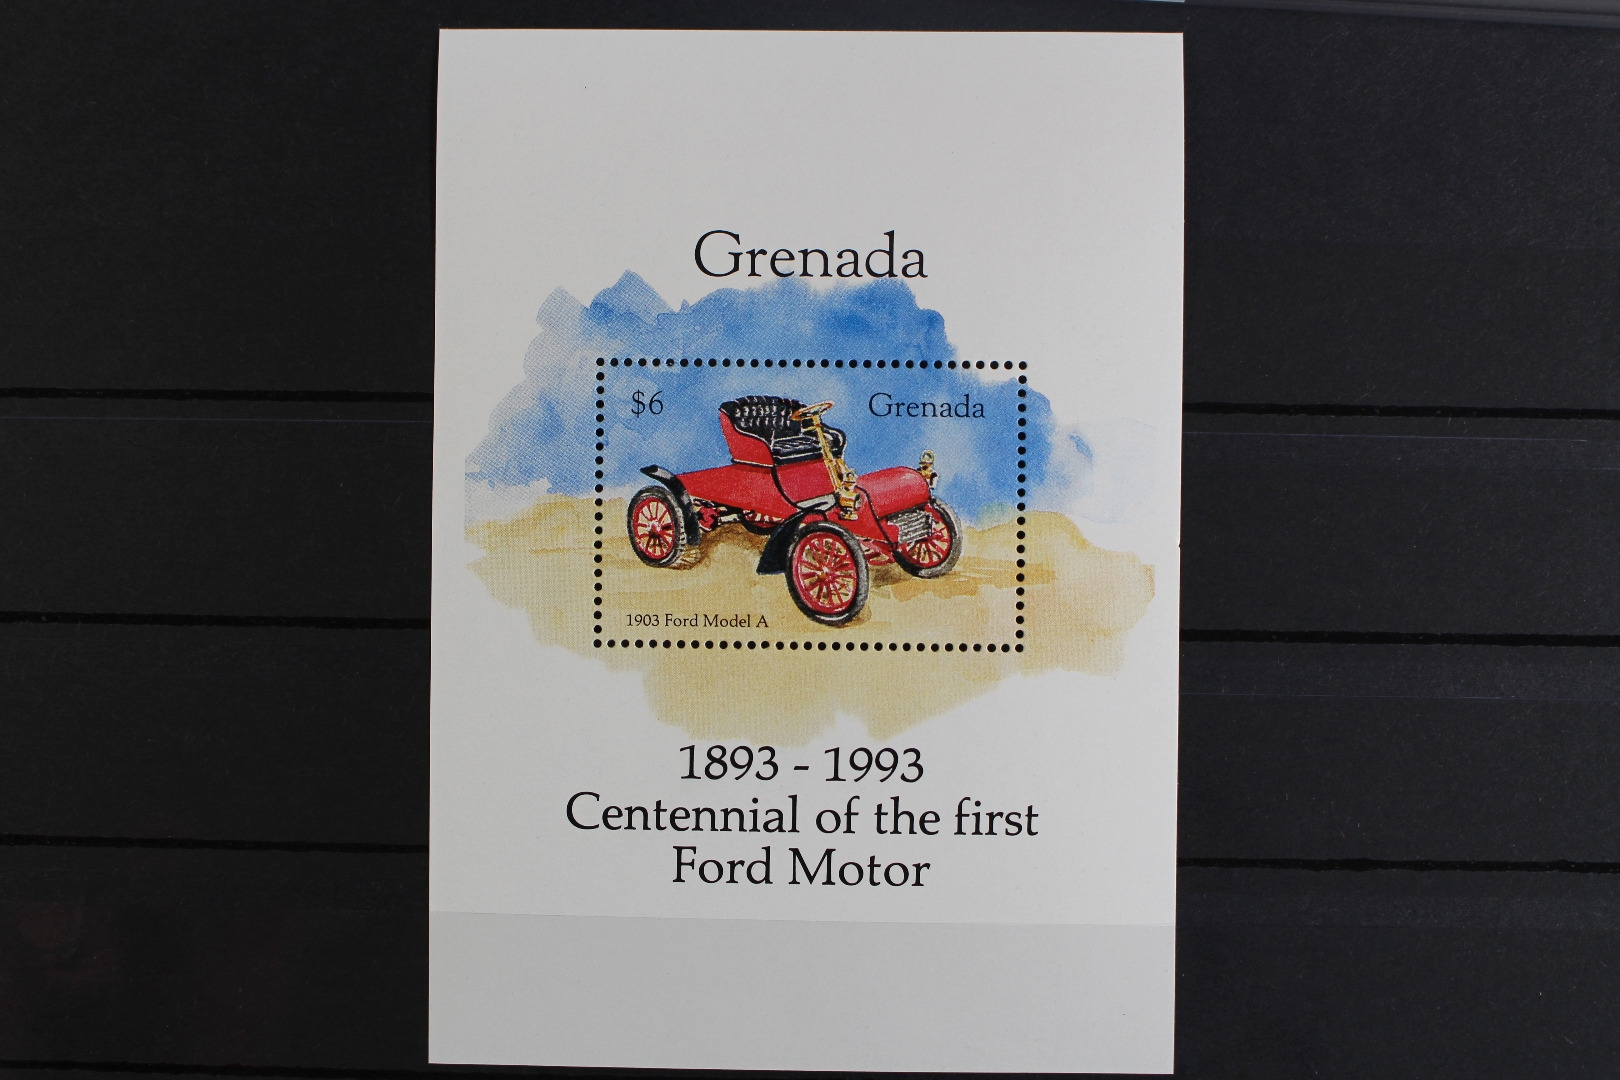 Grenada
$6 Grenada
1903 Ford Model A
1893 - 1993
Centennial of the first
Ford Motor